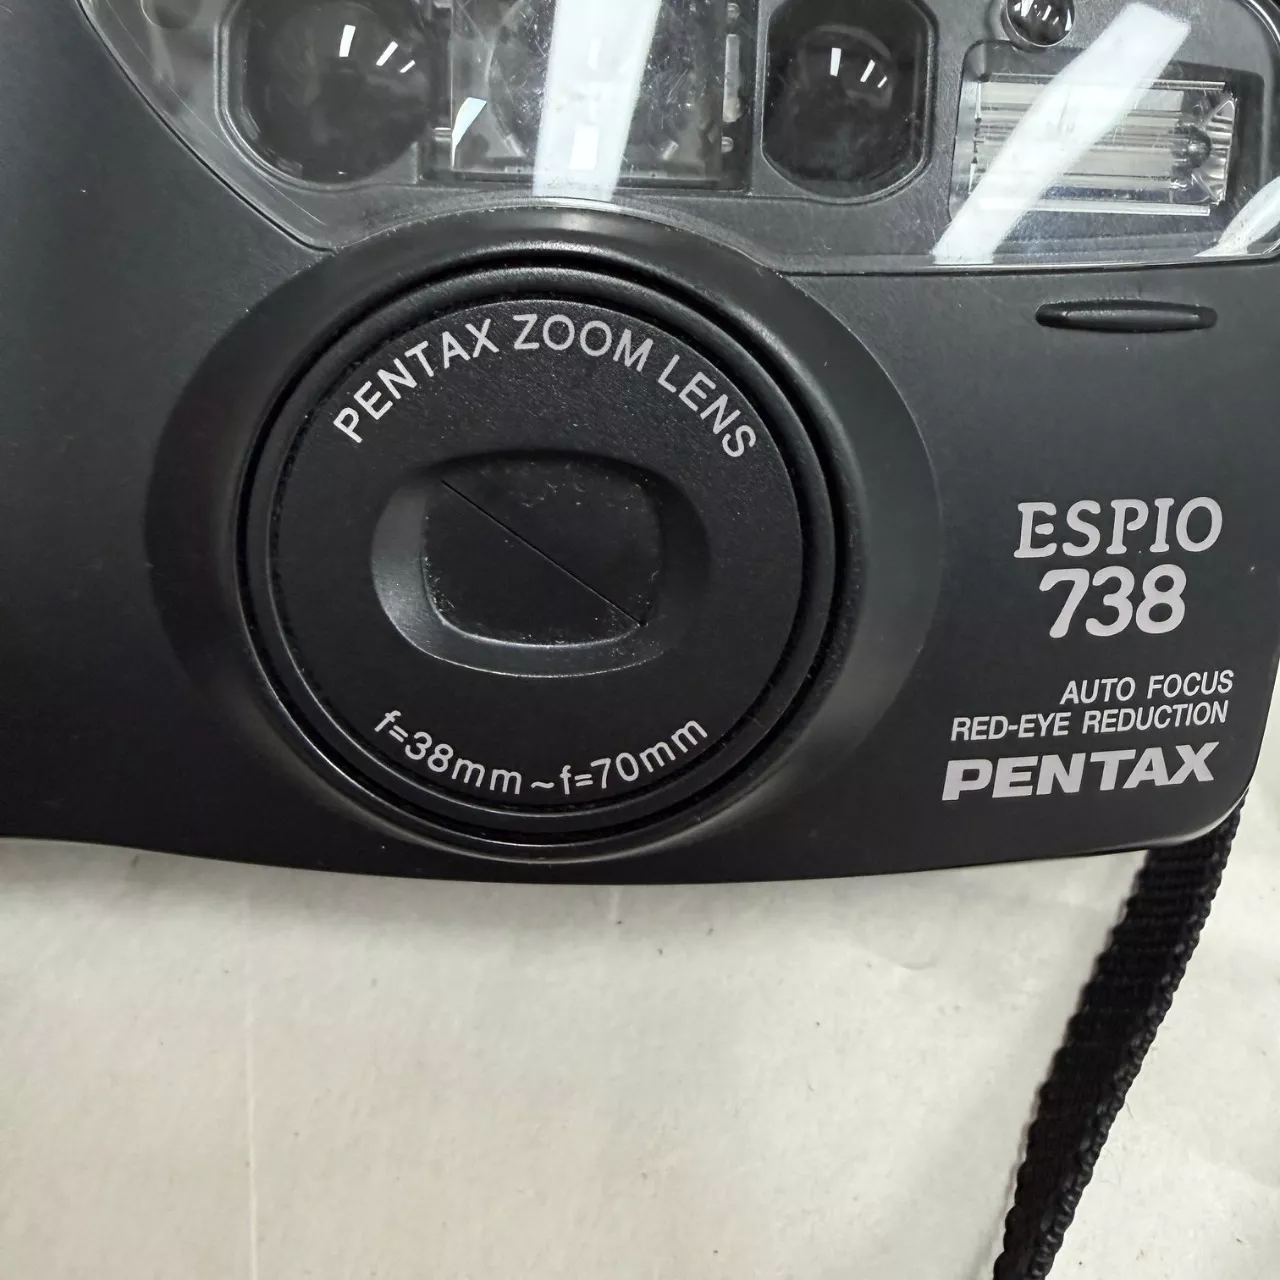 PENTAX ZOOM LENS
f=38mm~f=70mm
ESPIO
738
AUTO FOCUS
RED-EYE REDUCTION
PENTAX